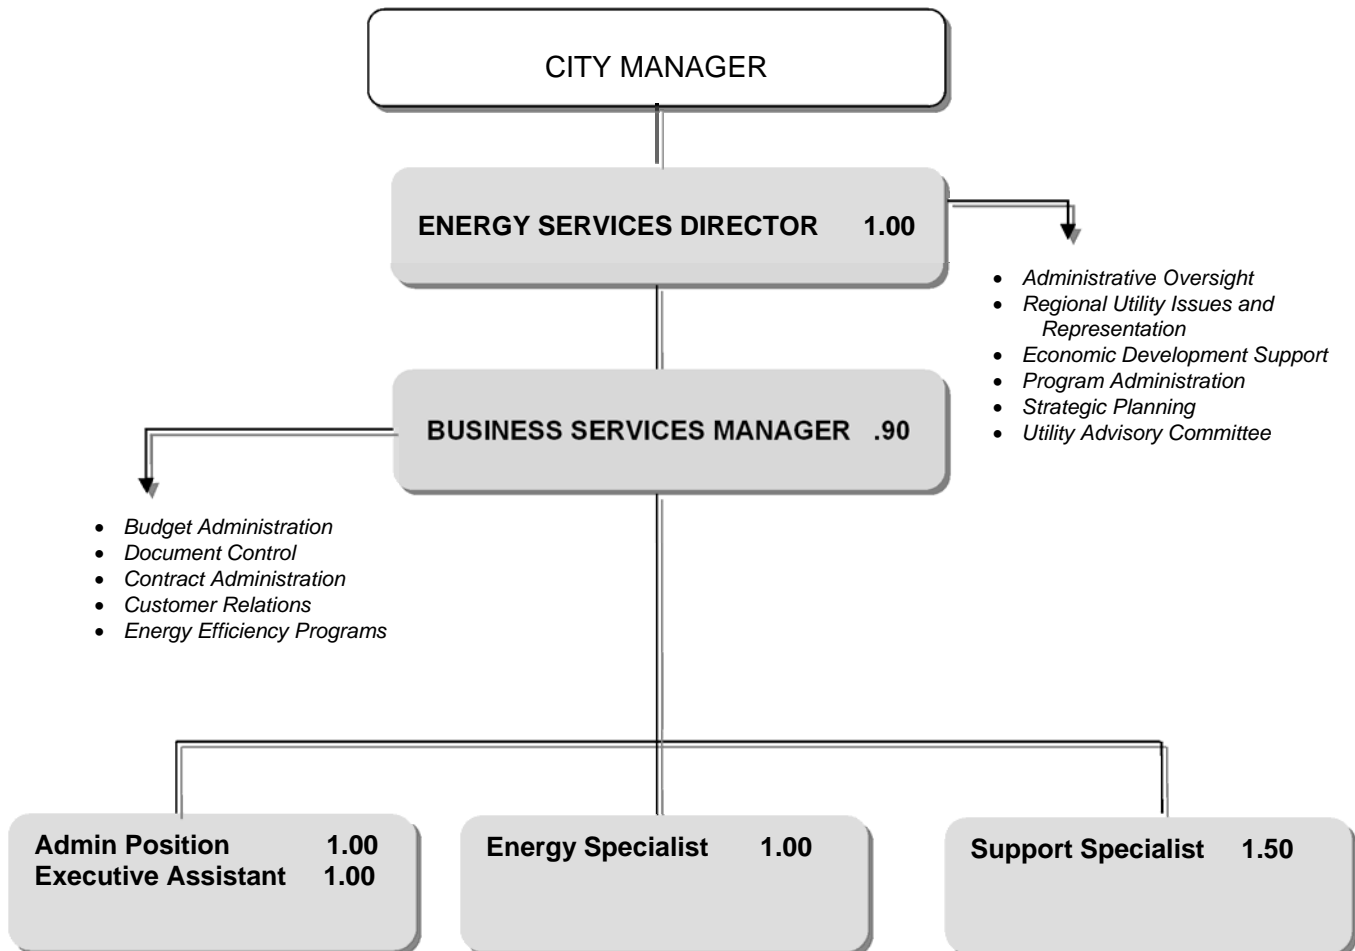 CITY MANAGER
ENERGY SERVICES DIRECTOR 1.00
• Administrative Oversight
• Regional Utility Issues and
Representation
• Economic Development Support
• Program Administration
• Strategic Planning
• Utility Advisory Committee
BUSINESS SERVICES MANAGER .90
• Budget Administration
• Document Control
• Contract Administration
• Customer Relations
• Energy Efficiency Programs
Admin Position 1.00
Executive Assistant 1.00
Energy Specialist 1.00
Support Specialist 1.50